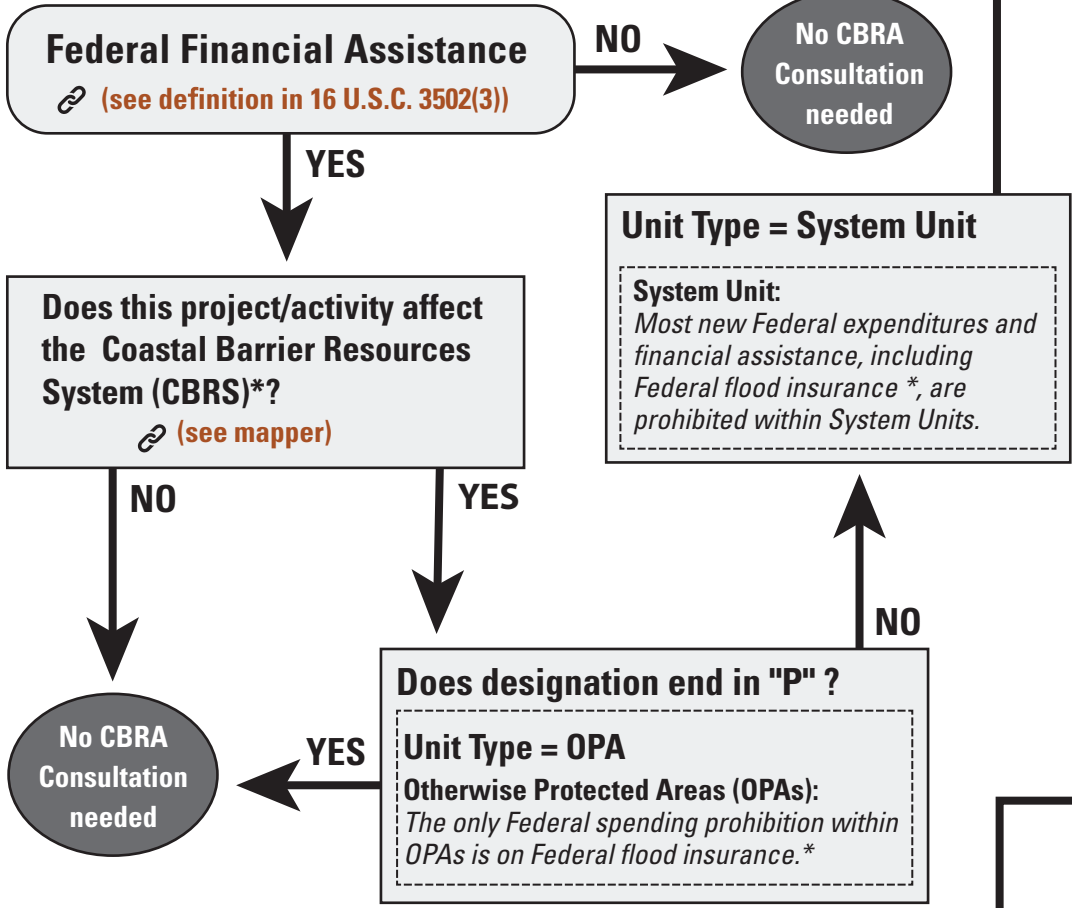 Federal Financial Assistance
(see definition in 16 U.S.C. 3502(3))
NO
No CBRA
Consultation
needed
YES
Does this project/activity affect
the Coastal Barrier Resources
System (CBRS)*?
(see mapper)
NO
YES
No CBRA
Consultation
needed
Does designation end in "P" ?
Unit Type = OPA
Otherwise Protected Areas (OPAs):
The only Federal spending prohibition within
OPAs is on Federal flood insurance.*
YES
NO
Unit Type = System Unit
System Unit:
Most new Federal expenditures and
financial assistance, including
Federal flood insurance *, are
prohibited within System Units.